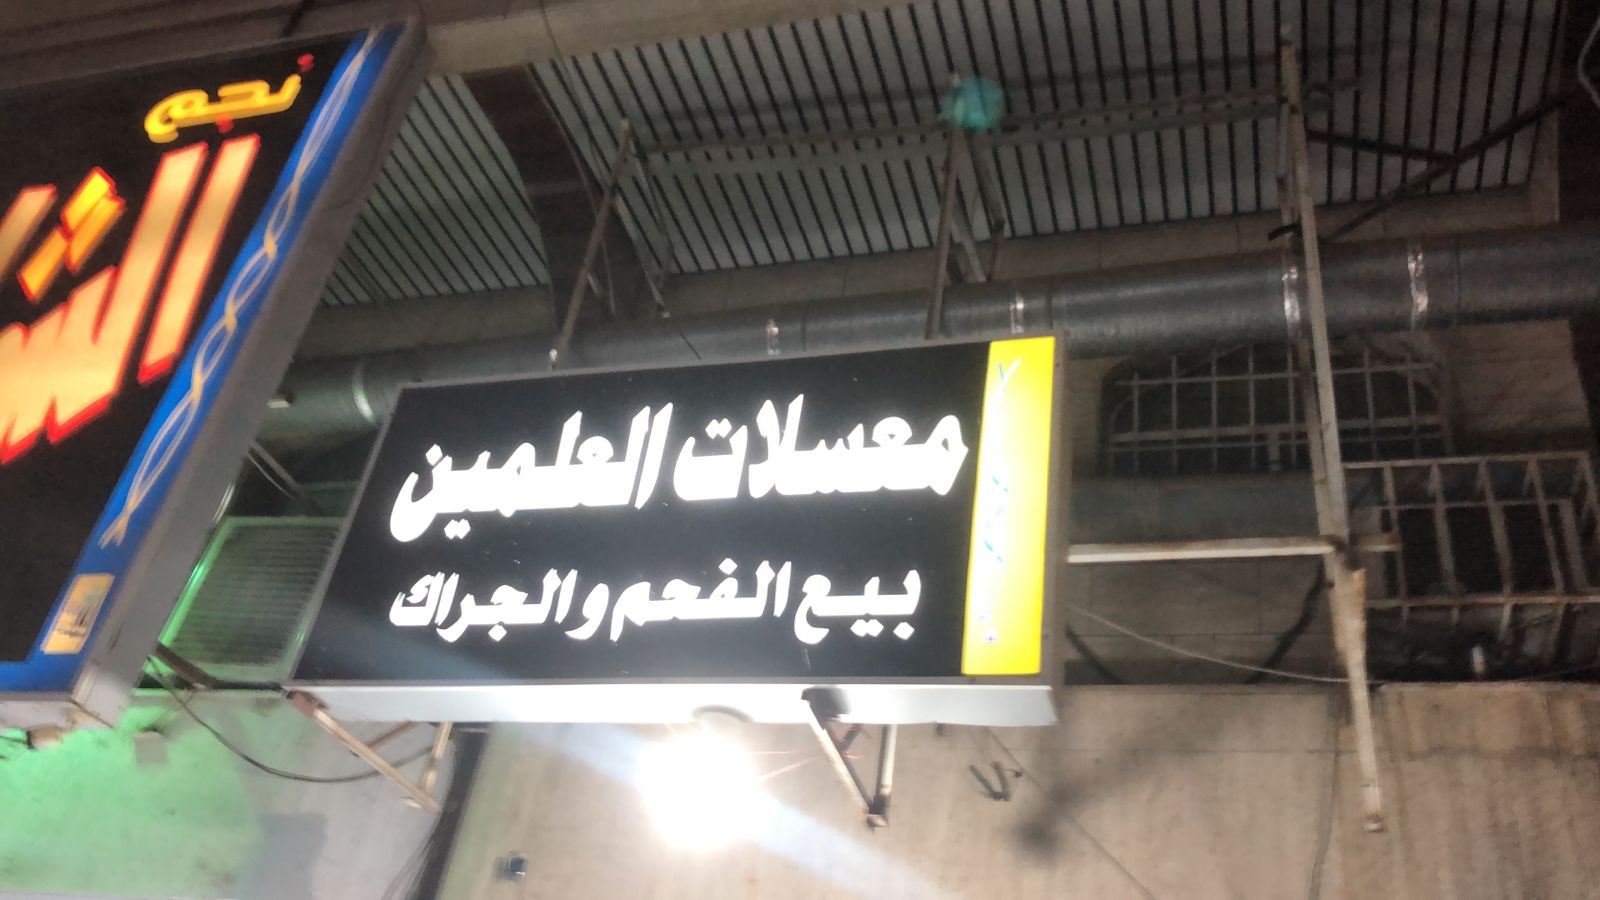 معسلات العلمين
بيع الفحم والجراك
نجم